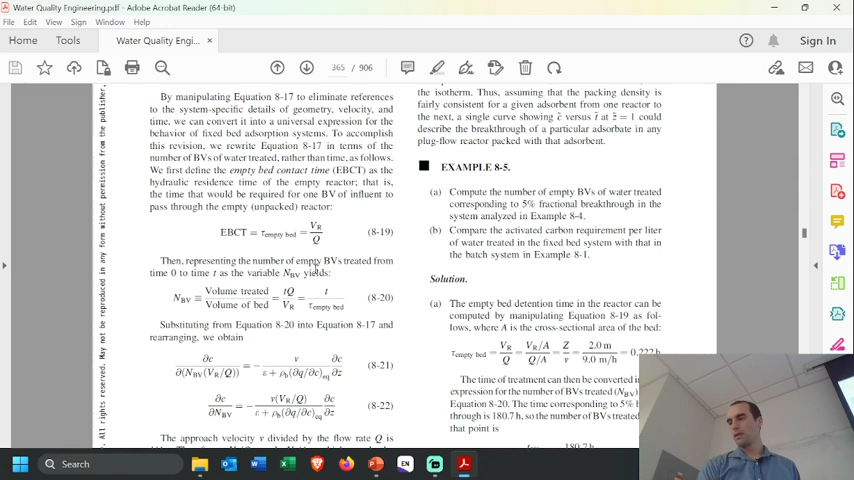 Water Quality Engineering.pdf - Adobe Acrobat Reader (64-bit)
File Edit View Sign Window Help
Home Tools Water Quality Engi... ×
Sign In
365 / 906
By manipulating Equation 8-17 to eliminate references
to the system-specific details of geometry, velocity, and
time, we can convert it into a universal expression for the
behavior of fixed bed adsorption systems. To accomplish
this revision, we rewrite Equation 8-17 in terms of the
number of BVs of water treated, rather than time, as follows.
We first define the empty bed contact time (EBCT) as the
hydraulic residence time of the empty reactor; that is,
the time that would be required for one BV of influent to
pass through the empty (unpacked) reactor:
EBCT = τempty bed = VR/Q (8-19)
Then, representing the number of empty BVs treated from
time 0 to time t as the variable NBV yields:
NBV ≡ Volume treated/Volume of bed = tQ/VR = t/τempty bed (8-20)
Substituting from Equation 8-20 into Equation 8-17 and
rearranging, we obtain
∂c/∂(NBV(VR/Q)) = − v/(ε + ρb(∂q/∂c)eq) ∂c/∂z (8-21)
∂c/∂NBV = − v(VR/Q)/(ε + ρb(∂q/∂c)eq) ∂c/∂z (8-22)
The approach velocity v divided by the flow rate Q is
the isotherm. Thus, assuming that the packing density is
fairly consistent for a given adsorbent from one reactor to
the next, a single curve showing c̃ versus t̃ at z̃ = 1 could
describe the breakthrough of a particular adsorbate in any
plug-flow reactor packed with that adsorbent.
■ EXAMPLE 8-5.
(a) Compute the number of empty BVs of water treated
corresponding to 5% fractional breakthrough in the
system analyzed in Example 8-4.
(b) Compare the activated carbon requirement per liter
of water treated in the fixed bed system with that in
the batch system in Example 8-1.
Solution.
(a) The empty bed detention time in the reactor can be
computed by manipulating Equation 8-19 as fol-
lows, where A is the cross-sectional area of the bed:
τempty bed = VR/Q = VR/A/Q/A = Z/v = 2.0 m/9.0 m/h = 0.222 h
The time of treatment can then be converted
expression for the number of BVs treated (NBV)
Equation 8-20. The time corresponding to 5%
through is 180.7 h, so the number of BVs treated
that point is
180.7 h
All rights reserved. May not be reproduced in any form without permission from the publisher,
Search
EN